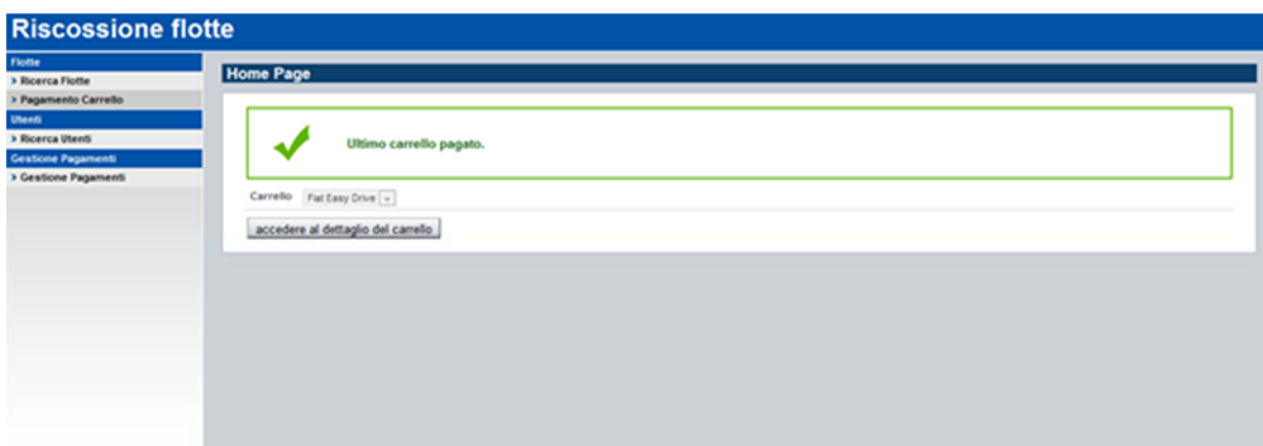 Riscossione flotte
Flotte
> Ricerca Flotte
> Pagamento Carrello
Utenti
> Ricerca Utenti
Gestione Pagamenti
> Gestione Pagamenti
Home Page
Ultimo carrello pagato.
Carrello Fiat Easy Drive
accedere al dettaglio del carrello